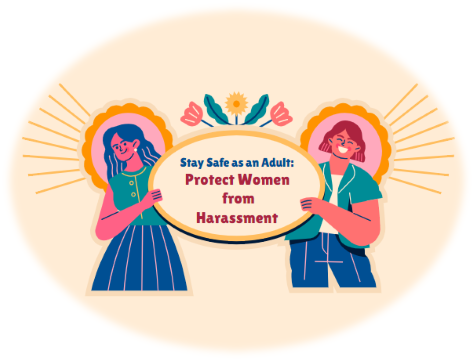 Stay Safe as an Adult:
Protect Women
from
Harassment